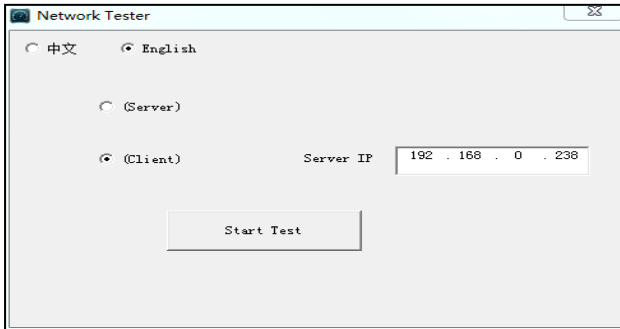 Network Tester
中文 English
(Server)
(Client) Server IP 192 . 168 . 0 . 238
Start Test